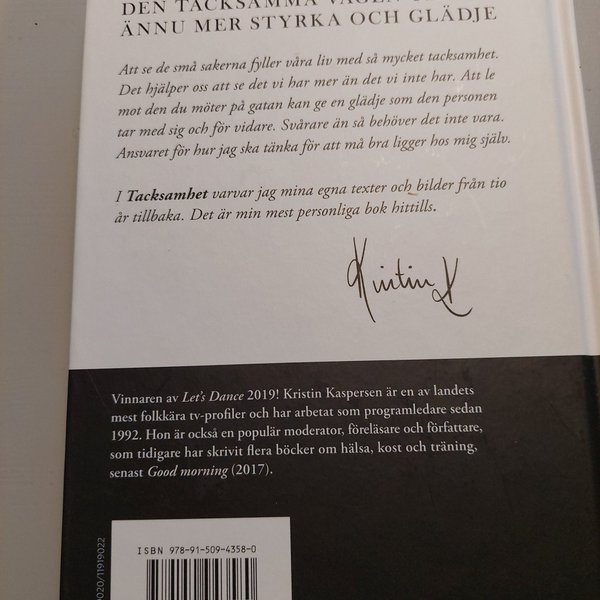 DEN TACKSAMMA VÄGEN
ÄNNU MER STYRKA OCH GLÄDJE
Att se de små sakerna fyller våra liv med så mycket tacksamhet.
Det hjälper oss att se det vi har mer än det vi inte har. Att le
mot den du möter på gatan kan ge en glädje som den personen
tar med sig och för vidare. Svårare än så behöver det inte vara.
Ansvaret för hur jag ska tänka för att må bra ligger hos mig själv.
I Tacksamhet varvar jag mina egna texter och bilder från tio
år tillbaka. Det är min mest personliga bok hittills.
Kristin K
Vinnaren av Let's Dance 2019! Kristin Kaspersen är en av landets
mest folkkära tv-profiler och har arbetat som programledare sedan
1992. Hon är också en populär moderator, föreläsare och författare,
som tidigare har skrivit flera böcker om hälsa, kost och träning,
senast Good morning (2017).
ISBN 978-91-509-4358-0
020/11919022